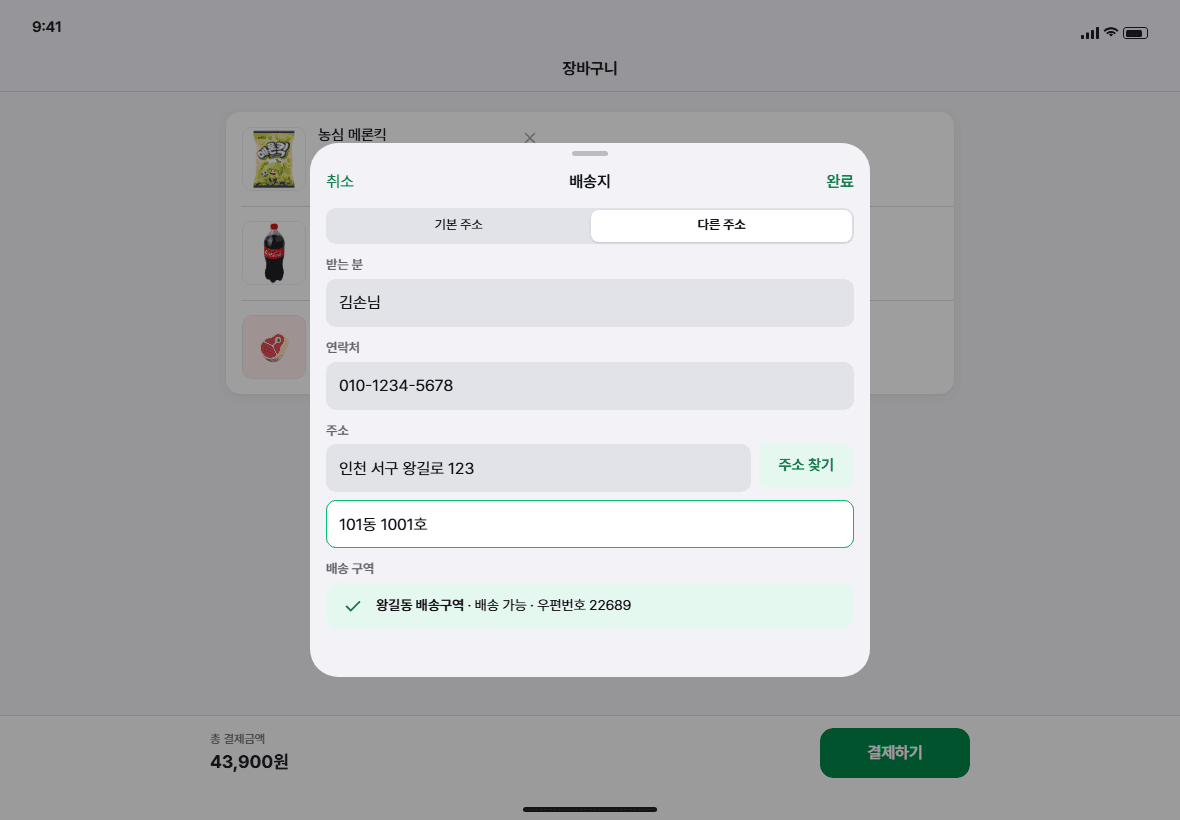 9:41
장바구니
농심 메론킥
메론킥
Coca-Cola
취소
배송지
완료
기본 주소
다른 주소
받는 분
김손님
연락처
010-1234-5678
주소
인천 서구 왕길로 123
주소 찾기
101동 1001호
배송 구역
왕길동 배송구역 · 배송 가능 · 우편번호 22689
총 결제금액
43,900원
결제하기